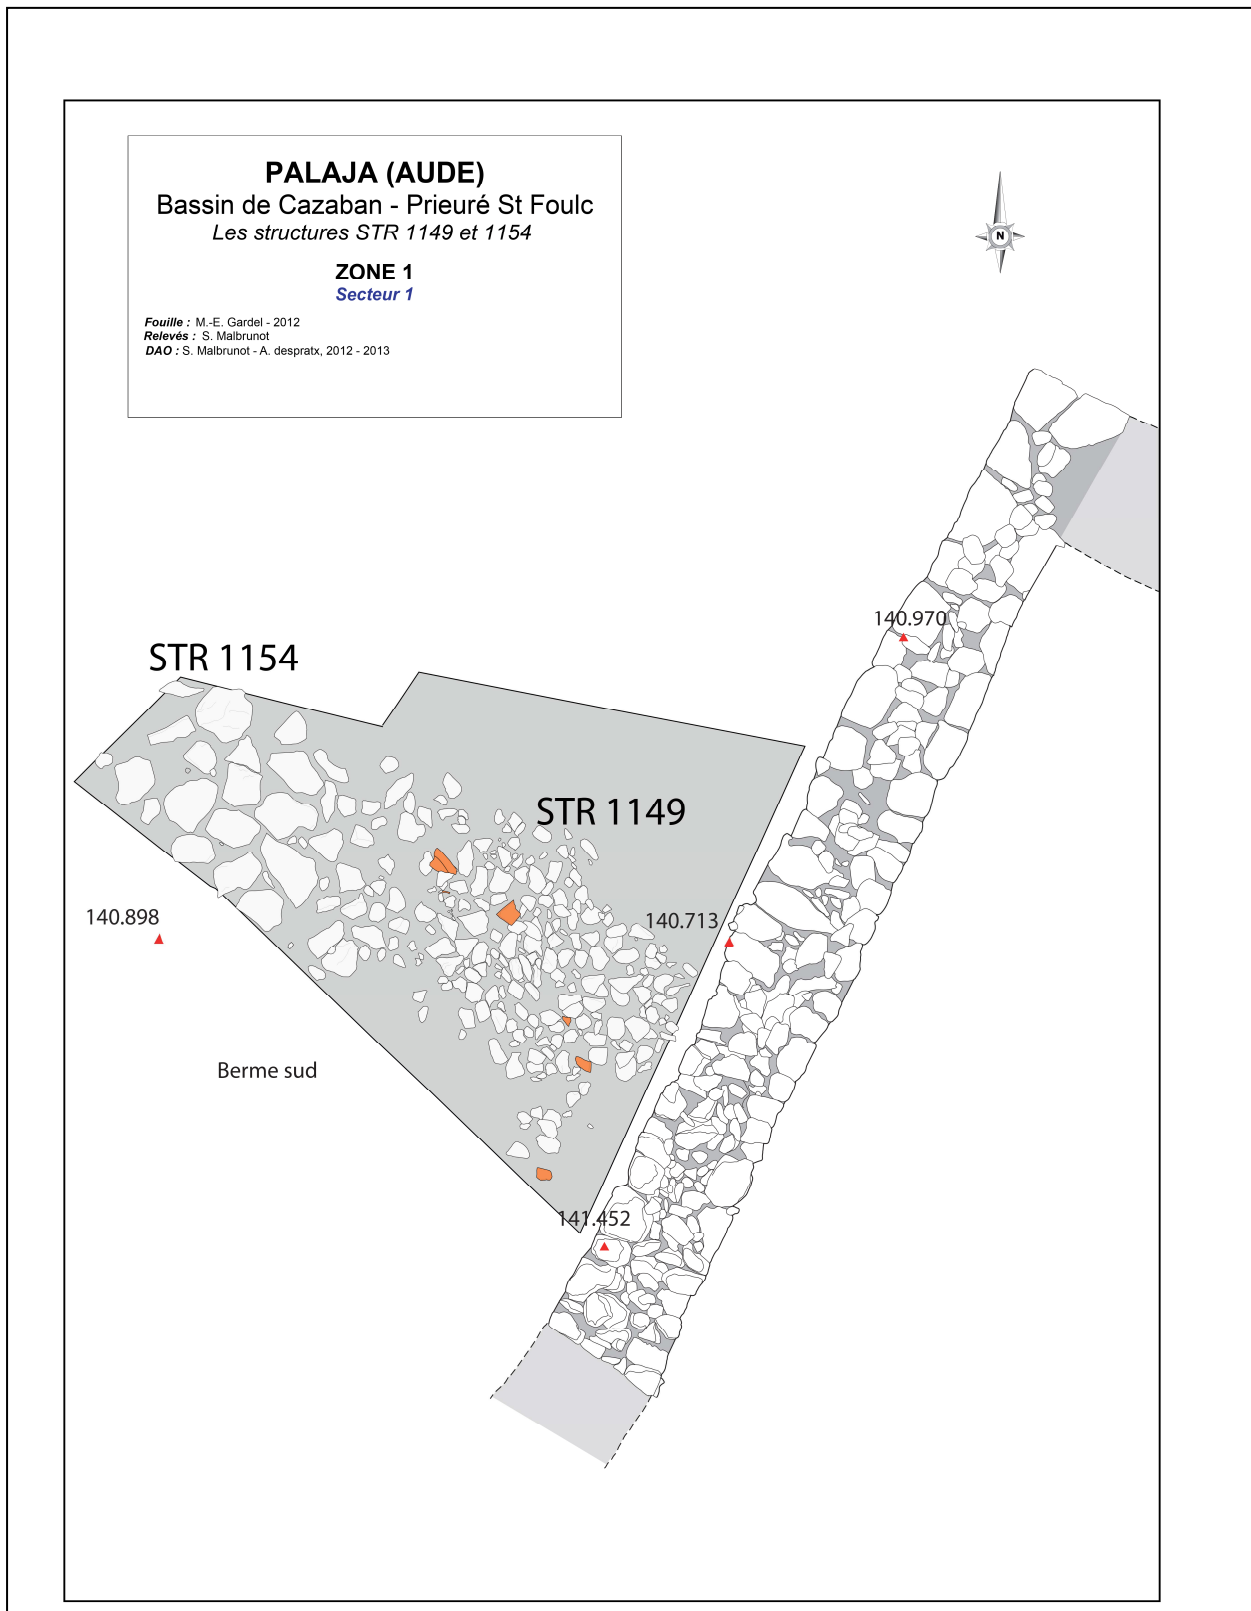 PALAJA (AUDE)
Bassin de Cazaban - Prieuré St Foulc
Les structures STR 1149 et 1154
ZONE 1
Secteur 1
Fouille : M.-E. Gardel - 2012
Relevés : S. Malbrunot
DAO : S. Malbrunot - A. despratx, 2012 - 2013
N
140.970
STR 1154
STR 1149
140.898
140.713
Berme sud
141.452